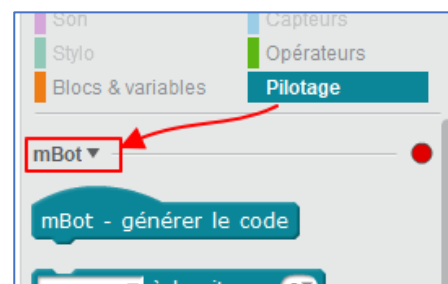 Son Capteurs
Stylo Opérateurs
Blocs & variables Pilotage
mBot
mBot - générer le code